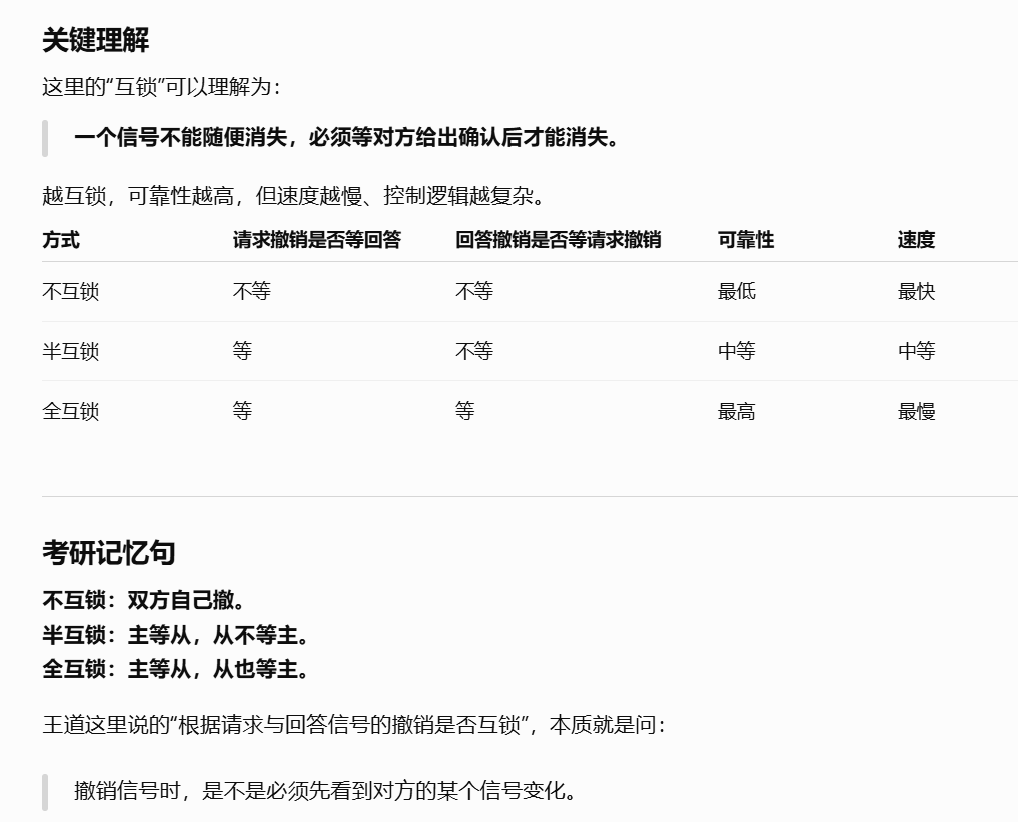 关键理解
这里的“互锁”可以理解为：
一个信号不能随便消失，必须等对方给出确认后才能消失。
越互锁，可靠性越高，但速度越慢、控制逻辑越复杂。
方式 请求撤销是否等回答 回答撤销是否等请求撤销 可靠性 速度
不互锁 不等 不等 最低 最快
半互锁 等 不等 中等 中等
全互锁 等 等 最高 最慢
考研记忆句
不互锁：双方自己撤。
半互锁：主等从，从不等主。
全互锁：主等从，从也等主。
王道这里说的“根据请求与回答信号的撤销是否互锁”，本质就是问：
撤销信号时，是不是必须先看到对方的某个信号变化。